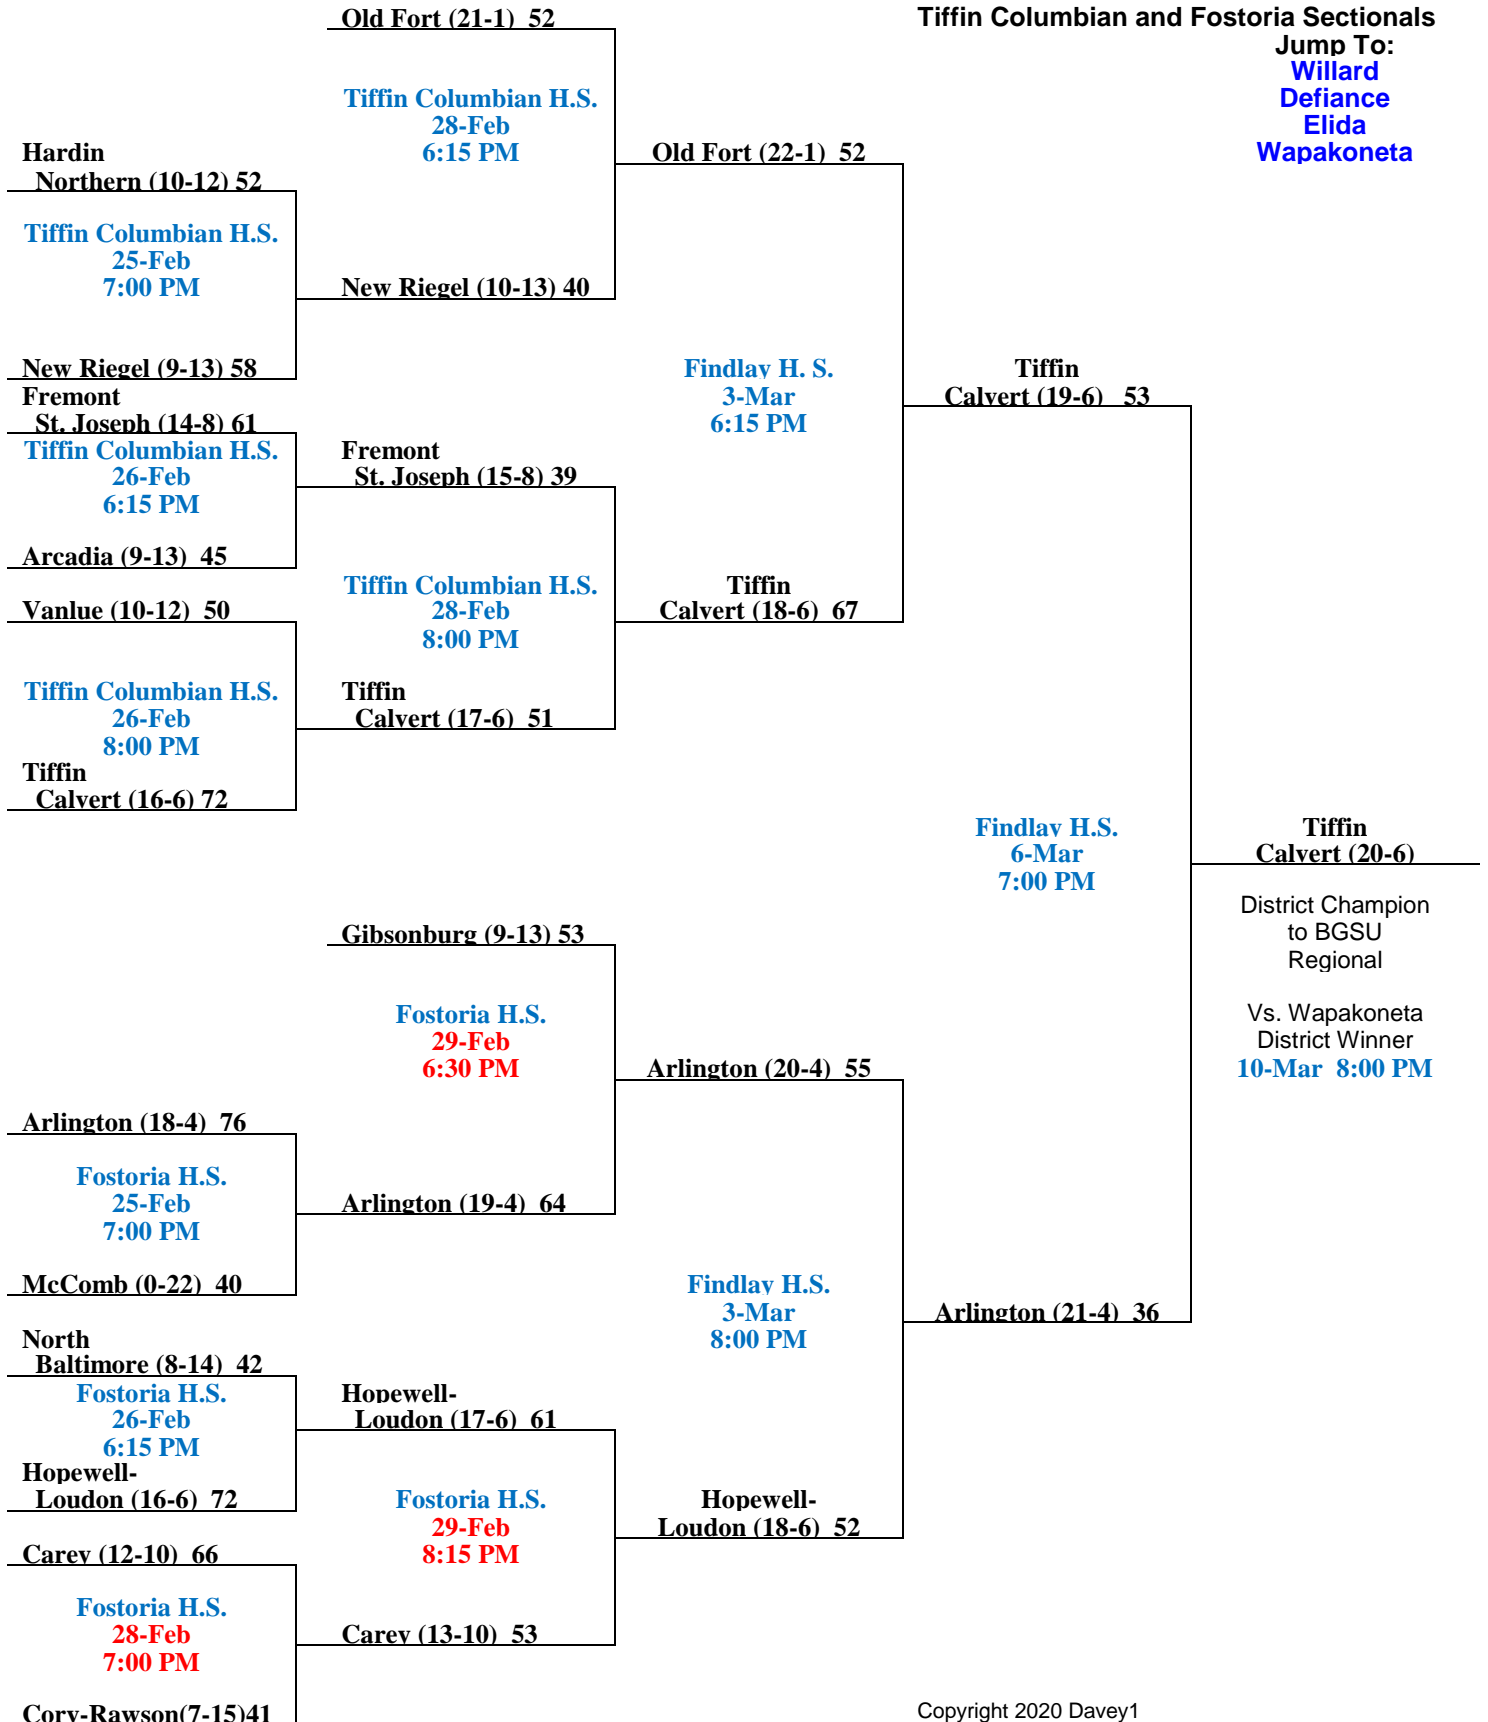 Old Fort (21-1)  52
Tiffin Columbian and Fostoria Sectionals
Jump To:
Willard
Defiance
Elida
Wapakoneta
Tiffin Columbian H.S.
28-Feb
6:15 PM
Hardin
Northern (10-12) 52
Old Fort (22-1)  52
Tiffin Columbian H.S.
25-Feb
7:00 PM
New Riegel (10-13) 40
New Riegel (9-13) 58
Fremont
St. Joseph (14-8) 61
Findlay H. S.
3-Mar
6:15 PM
Tiffin
Calvert (19-6)   53
Tiffin Columbian H.S.
26-Feb
6:15 PM
Fremont
St. Joseph (15-8) 39
Arcadia (9-13)  45
Vanlue (10-12)  50
Tiffin Columbian H.S.
28-Feb
8:00 PM
Tiffin
Calvert (18-6)  67
Tiffin Columbian H.S.
26-Feb
8:00 PM
Tiffin
Calvert (17-6)  51
Tiffin
Calvert (16-6) 72
Findlay H.S.
6-Mar
7:00 PM
Tiffin
Calvert (20-6)
District Champion
to BGSU
Regional
Vs. Wapakoneta
District Winner
10-Mar  8:00 PM
Gibsonburg (9-13) 53
Fostoria H.S.
29-Feb
6:30 PM
Arlington (20-4)  55
Arlington (18-4)  76
Fostoria H.S.
25-Feb
7:00 PM
Arlington (19-4)  64
McComb (0-22)  40
Findlay H.S.
3-Mar
8:00 PM
Arlington (21-4)  36
North
Baltimore (8-14)  42
Fostoria H.S.
26-Feb
6:15 PM
Hopewell-
Loudon (17-6)  61
Hopewell-
Loudon (16-6)  72
Fostoria H.S.
29-Feb
8:15 PM
Hopewell-
Loudon (18-6)  52
Carey (12-10)  66
Fostoria H.S.
28-Feb
7:00 PM
Carey (13-10)  53
Cory-Rawson(7-15)41
Copyright 2020 Davey1